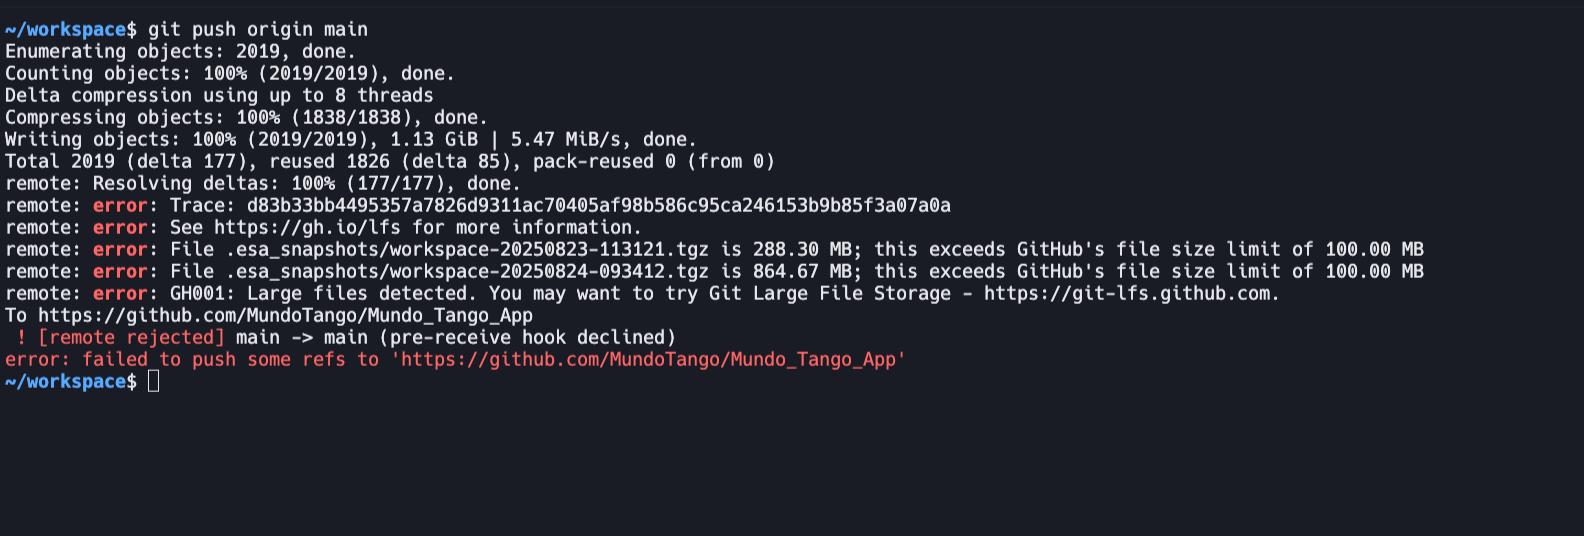 ~/workspace$ git push origin main
Enumerating objects: 2019, done.
Counting objects: 100% (2019/2019), done.
Delta compression using up to 8 threads
Compressing objects: 100% (1838/1838), done.
Writing objects: 100% (2019/2019), 1.13 GiB | 5.47 MiB/s, done.
Total 2019 (delta 177), reused 1826 (delta 85), pack-reused 0 (from 0)
remote: Resolving deltas: 100% (177/177), done.
remote: error: Trace: d83b33bb4495357a7826d9311ac70405af98b586c95ca246153b9b85f3a07a0a
remote: error: See https://gh.io/lfs for more information.
remote: error: File .esa_snapshots/workspace-20250823-113121.tgz is 288.30 MB; this exceeds GitHub's file size limit of 100.00 MB
remote: error: File .esa_snapshots/workspace-20250824-093412.tgz is 864.67 MB; this exceeds GitHub's file size limit of 100.00 MB
remote: error: GH001: Large files detected. You may want to try Git Large File Storage - https://git-lfs.github.com.
To https://github.com/MundoTango/Mundo_Tango_App
 ! [remote rejected] main -> main (pre-receive hook declined)
error: failed to push some refs to 'https://github.com/MundoTango/Mundo_Tango_App'
~/workspace$